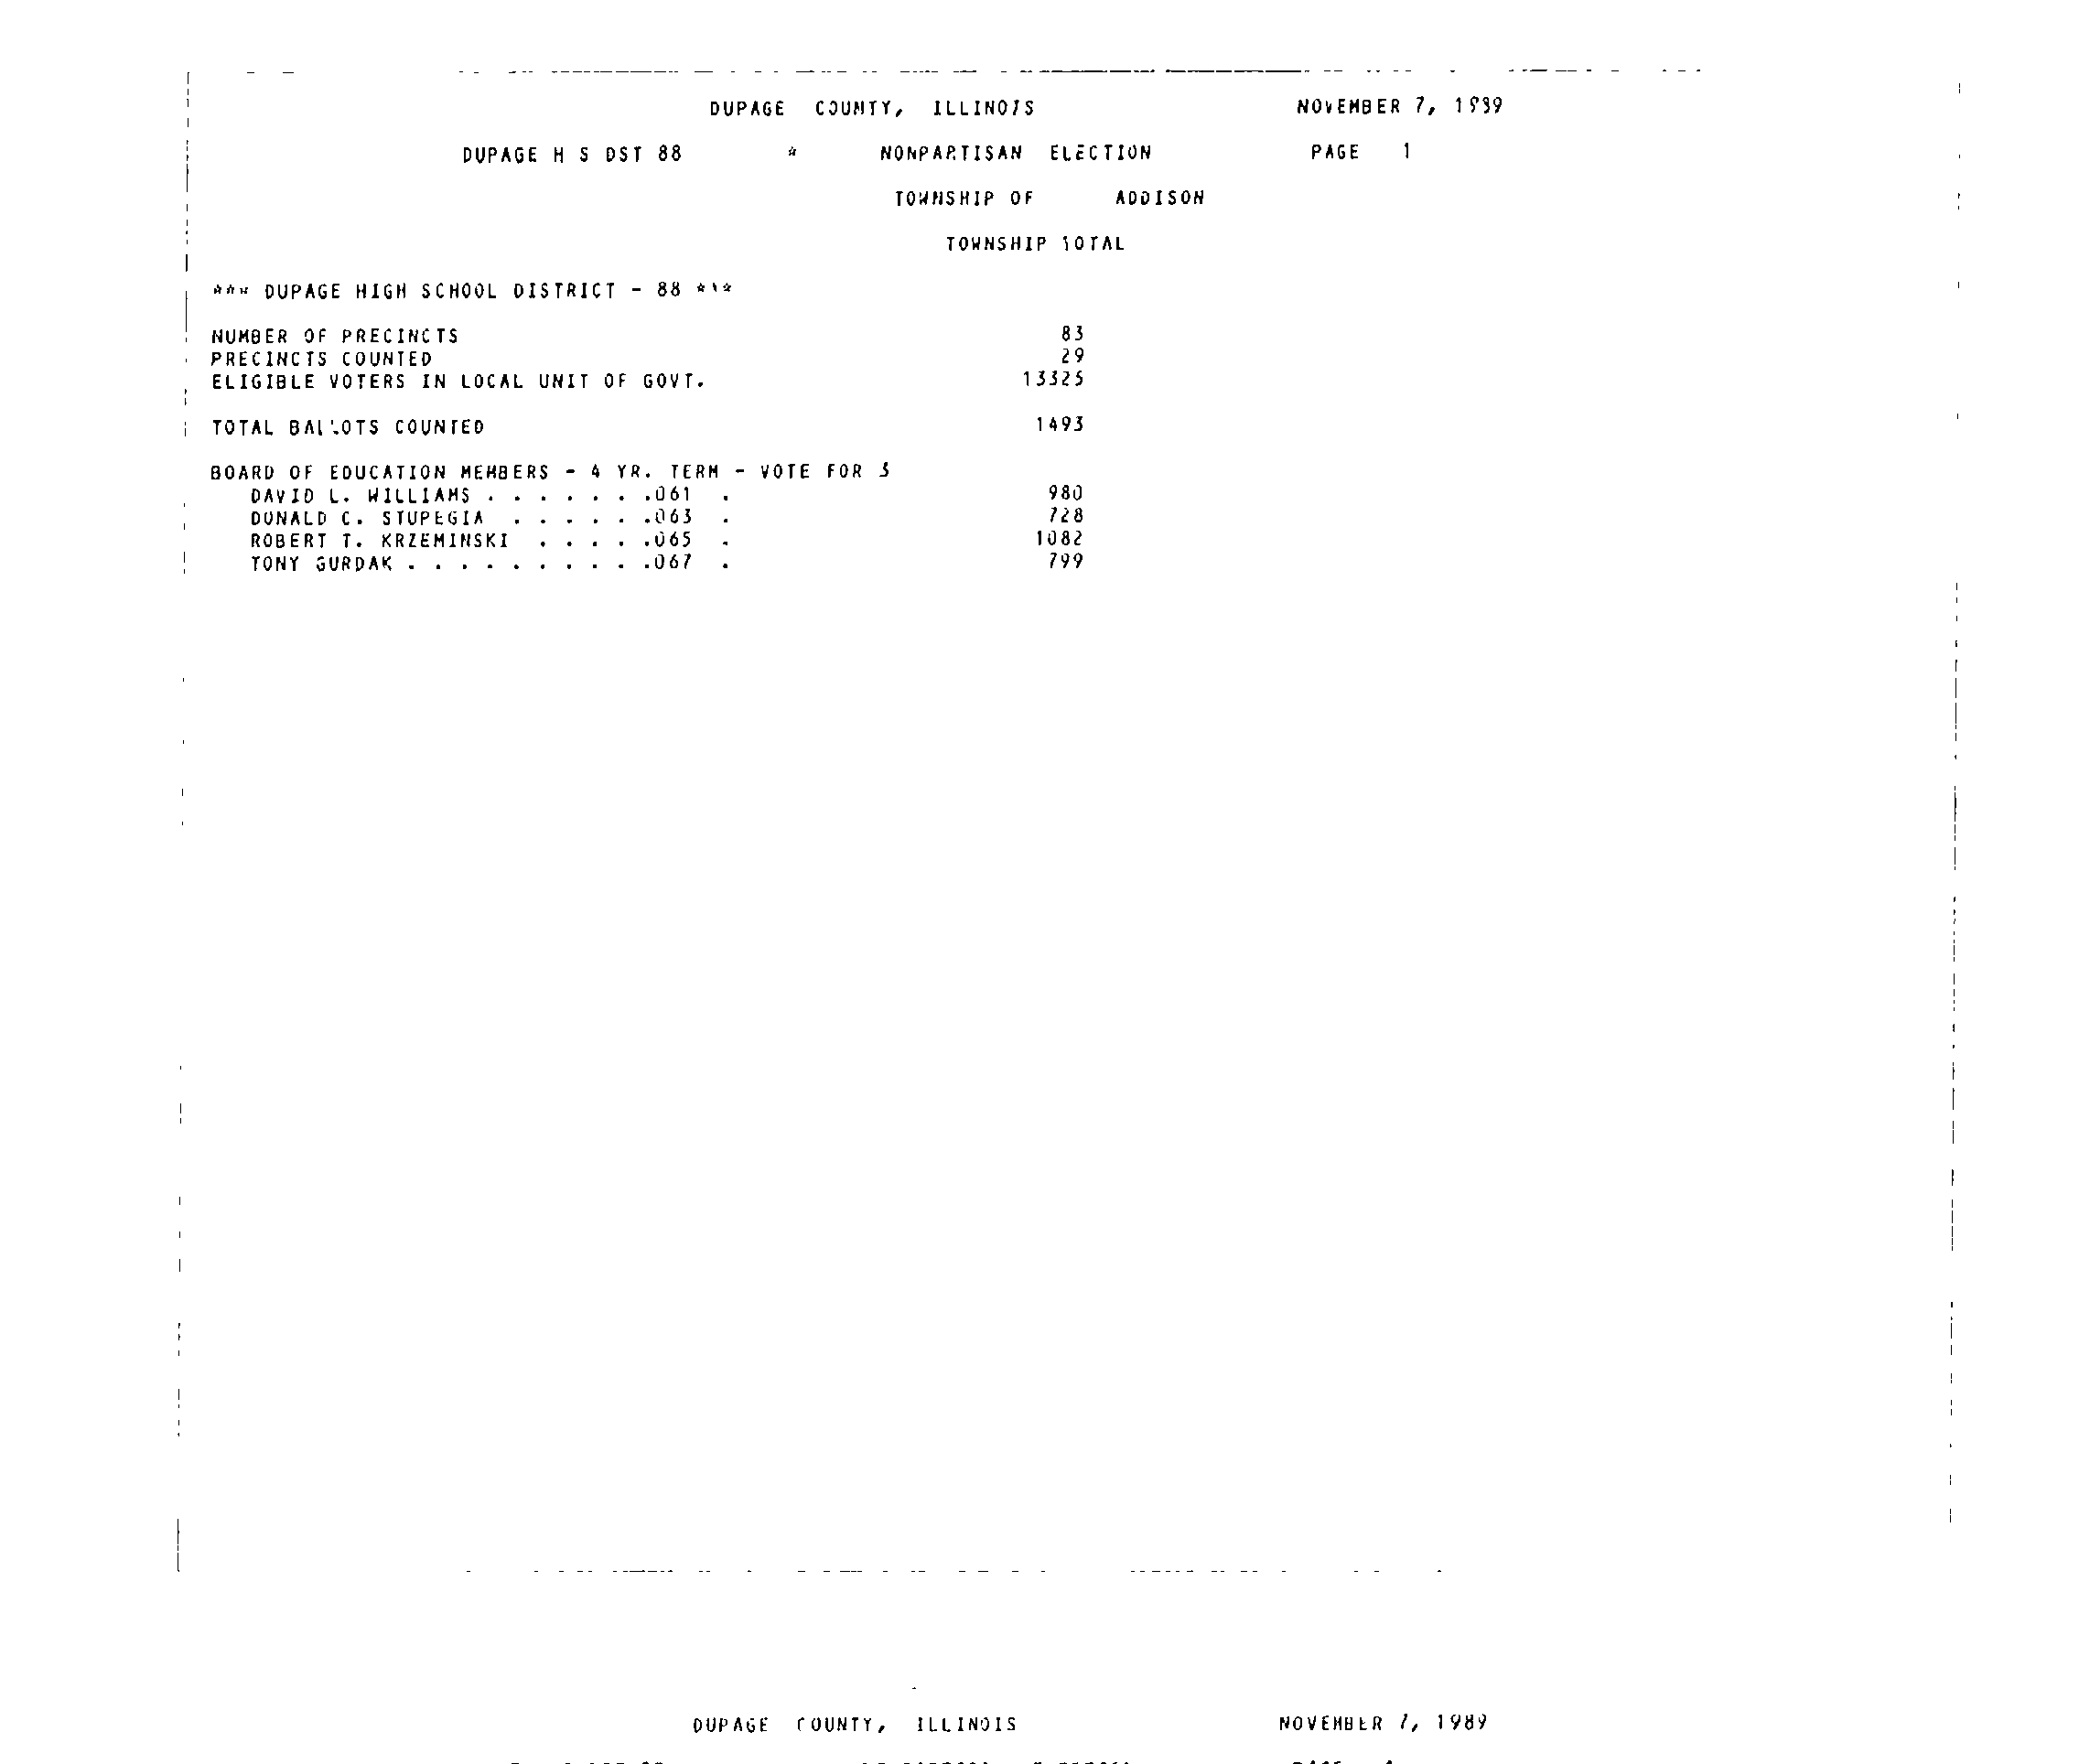 DUPAGE COUNTY, ILLINOIS NOVEMBER 7, 1989
DUPAGE H S DST 88 * NONPARTISAN ELECTION PAGE 1
TOWNSHIP OF ADDISON
TOWNSHIP TOTAL
*** DUPAGE HIGH SCHOOL DISTRICT - 88 ***
NUMBER OF PRECINCTS 83
PRECINCTS COUNTED 29
ELIGIBLE VOTERS IN LOCAL UNIT OF GOVT. 13325
TOTAL BALLOTS COUNTED 1493
BOARD OF EDUCATION MEMBERS - 4 YR. TERM - VOTE FOR 3
DAVID L. WILLIAMS . . . . . . .061 . 980
DONALD C. STUPEGIA . . . . . .063 . 728
ROBERT T. KRZEMINSKI . . . . .065 . 1082
TONY GURDAK . . . . . . . . . .067 . 799
DUPAGE COUNTY, ILLINOIS NOVEMBER 7, 1989